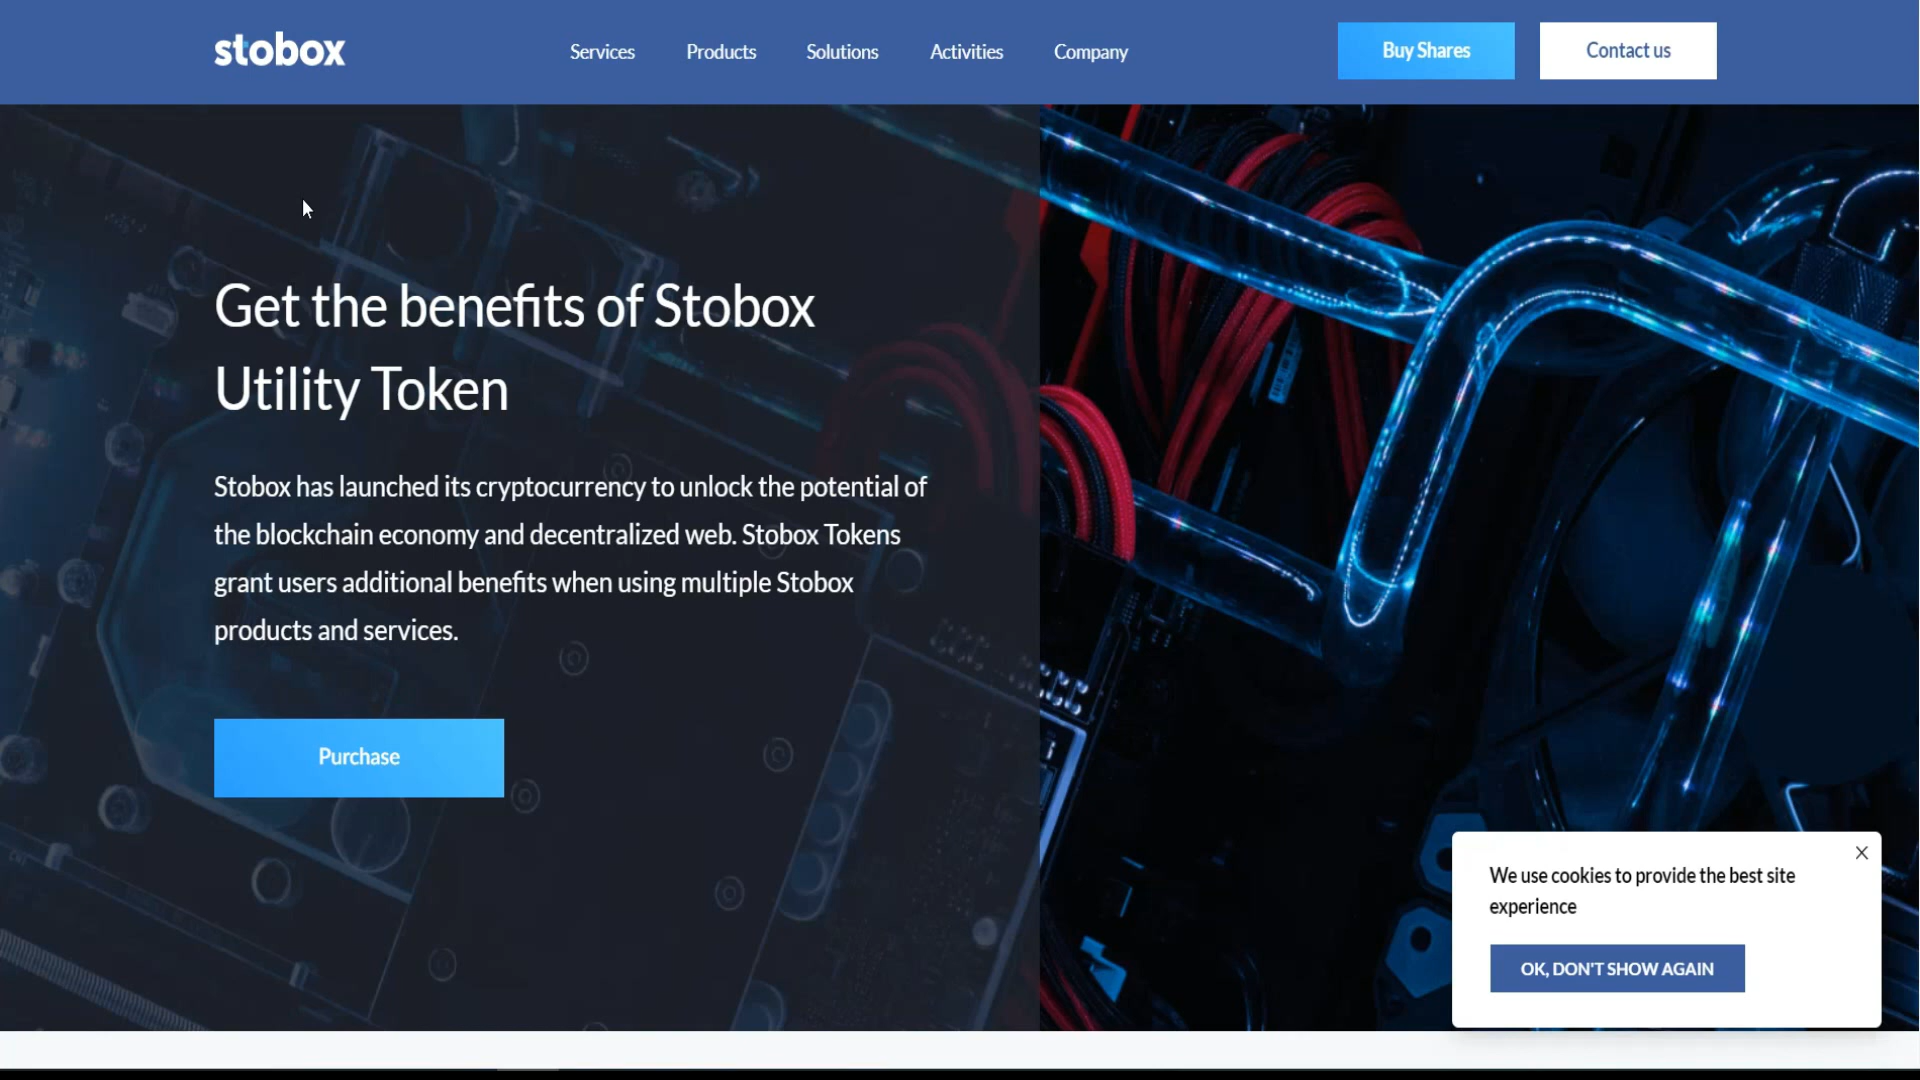 stobox
Services
Products
Solutions
Activities
Company
Buy Shares
Contact us
Get the benefits of Stobox
Utility Token
Stobox has launched its cryptocurrency to unlock the potential of
the blockchain economy and decentralized web. Stobox Tokens
grant users additional benefits when using multiple Stobox
products and services.
Purchase
We use cookies to provide the best site
experience
OK, DON'T SHOW AGAIN